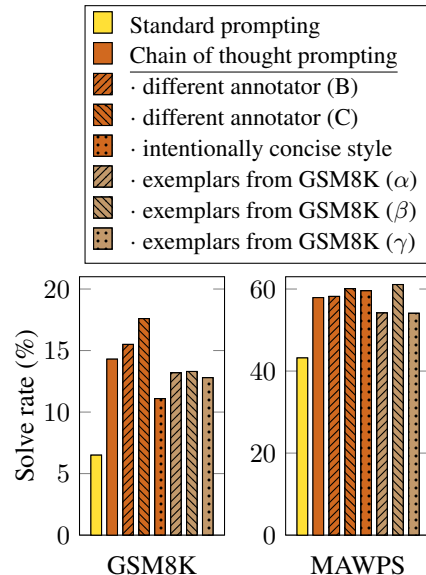 Standard prompting
Chain of thought prompting
· different annotator (B)
· different annotator (C)
· intentionally concise style
· exemplars from GSM8K (α)
· exemplars from GSM8K (β)
· exemplars from GSM8K (γ)
Solve rate (%)
20
15
10
5
0
GSM8K
60
40
20
0
MAWPS